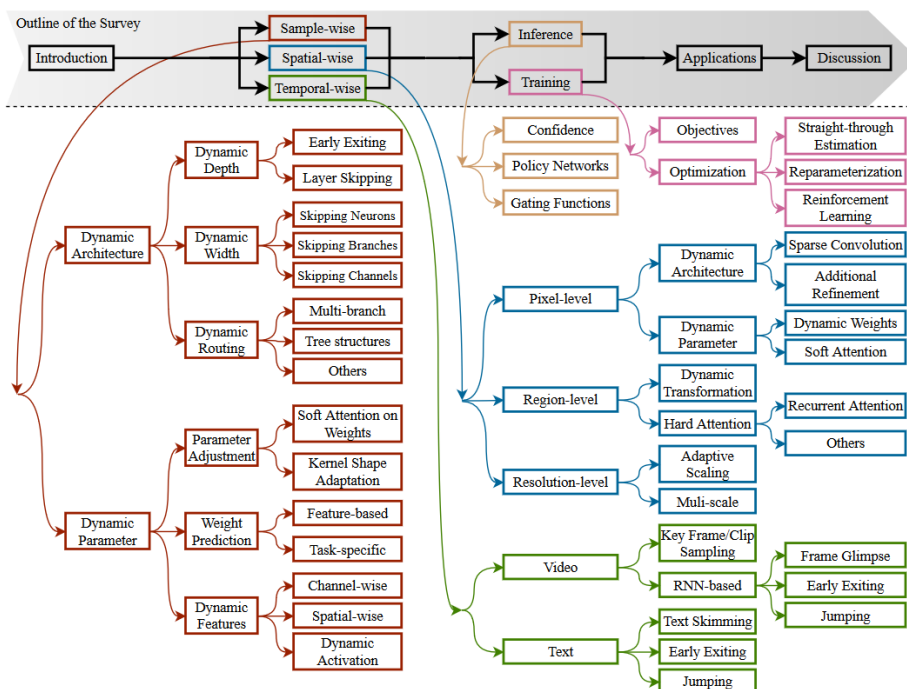 Outline of the Survey
Introduction
Sample-wise
Spatial-wise
Temporal-wise
Inference
Training
Applications
Discussion
Dynamic
Architecture
Dynamic
Depth
Early Exiting
Layer Skipping
Dynamic
Width
Skipping Neurons
Skipping Branches
Skipping Channels
Dynamic
Routing
Multi-branch
Tree structures
Others
Dynamic
Parameter
Parameter
Adjustment
Soft Attention on
Weights
Kernel Shape
Adaptation
Weight
Prediction
Feature-based
Task-specific
Dynamic
Features
Channel-wise
Spatial-wise
Dynamic
Activation
Confidence
Policy Networks
Gating Functions
Objectives
Optimization
Straight-through
Estimation
Reparameterization
Reinforcement
Learning
Pixel-level
Dynamic
Architecture
Sparse Convolution
Additional
Refinement
Dynamic
Parameter
Dynamic Weights
Soft Attention
Region-level
Dynamic
Transformation
Hard Attention
Recurrent Attention
Others
Resolution-level
Adaptive
Scaling
Muli-scale
Video
Key Frame/Clip
Sampling
RNN-based
Frame Glimpse
Early Exiting
Jumping
Text
Text Skimming
Early Exiting
Jumping